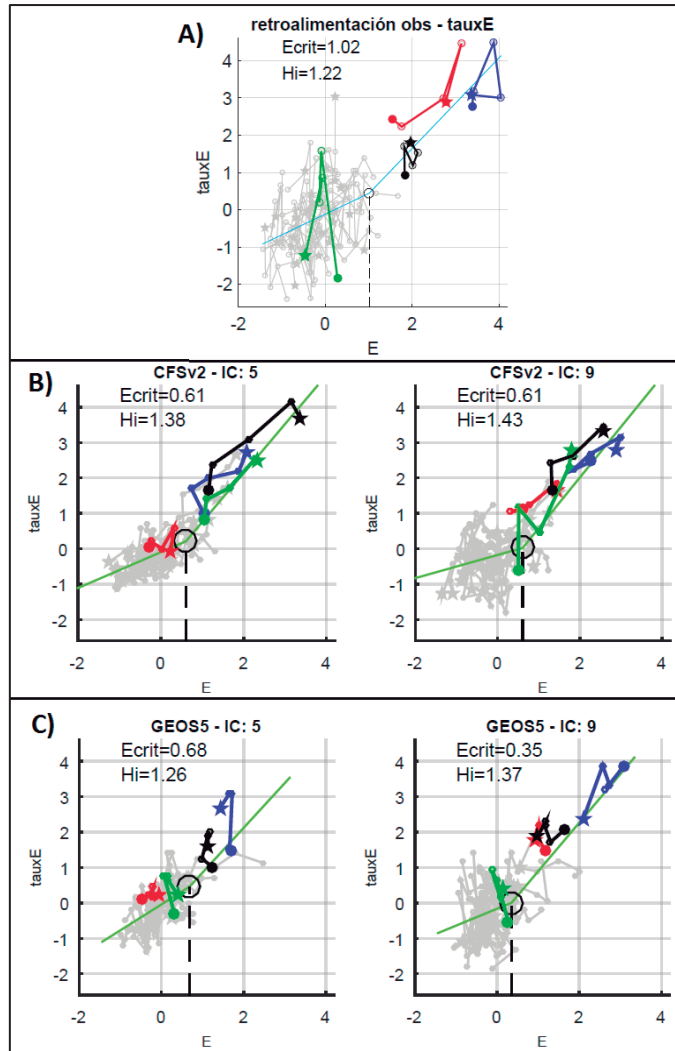 A)
retroalimentación obs - tauxE
Ecrit=1.02
Hi=1.22
4
3
2
1
0
-1
-2
tauxE
-2
0
2
4
E
B)
CFSv2 - IC: 5
Ecrit=0.61
Hi=1.38
4
3
2
1
0
-1
-2
tauxE
-2
0
2
4
E
CFSv2 - IC: 9
Ecrit=0.61
Hi=1.43
4
3
2
1
0
-1
-2
tauxE
-2
0
2
4
E
C)
GEOS5 - IC: 5
Ecrit=0.68
Hi=1.26
4
3
2
1
0
-1
-2
tauxE
-2
0
2
4
E
GEOS5 - IC: 9
Ecrit=0.35
Hi=1.37
4
3
2
1
0
-1
-2
tauxE
-2
0
2
4
E